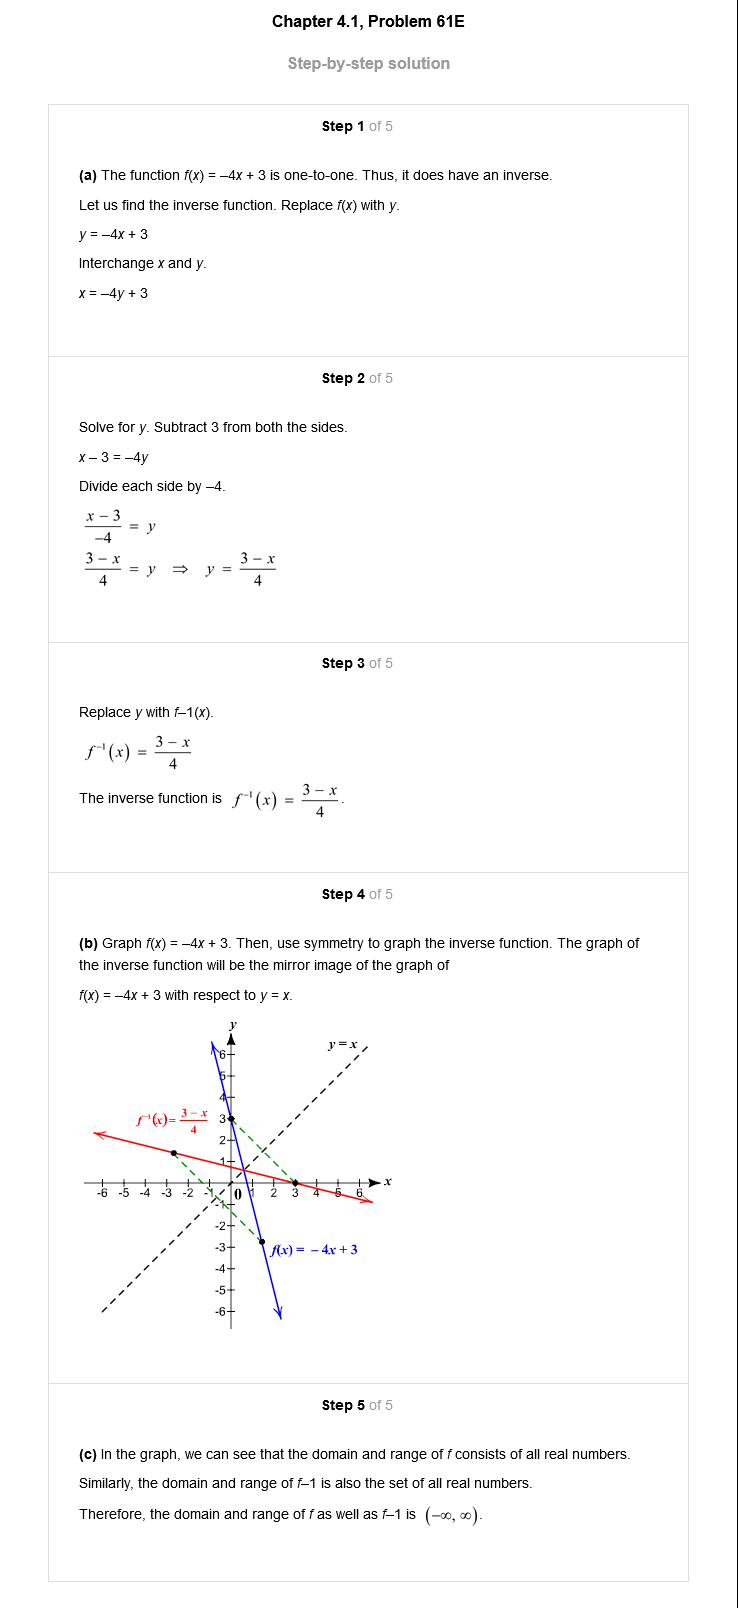 Chapter 4.1, Problem 61E
Step-by-step solution
Step 1 of 5
(a) The function f(x) = –4x + 3 is one-to-one. Thus, it does have an inverse.
Let us find the inverse function. Replace f(x) with y.
y = –4x + 3
Interchange x and y.
x = –4y + 3
Step 2 of 5
Solve for y. Subtract 3 from both the sides.
x – 3 = –4y
Divide each side by –4.
(x − 3)/(−4) = y
(3 − x)/4 = y ⇒ y = (3 − x)/4
Step 3 of 5
Replace y with f–1(x).
f⁻¹(x) = (3 − x)/4
The inverse function is f⁻¹(x) = (3 − x)/4.
Step 4 of 5
(b) Graph f(x) = –4x + 3. Then, use symmetry to graph the inverse function. The graph of
the inverse function will be the mirror image of the graph of
f(x) = –4x + 3 with respect to y = x.
y
y = x
6
5
4
f⁻¹(x)= (3 − x)/4
3
2
1
x
-6 -5 -4 -3 -2 -1 0 1 2 3 4 5 6
-1
-2
-3
f(x) = − 4x + 3
-4
-5
-6
Step 5 of 5
(c) In the graph, we can see that the domain and range of f consists of all real numbers.
Similarly, the domain and range of f–1 is also the set of all real numbers.
Therefore, the domain and range of f as well as f–1 is (−∞, ∞).